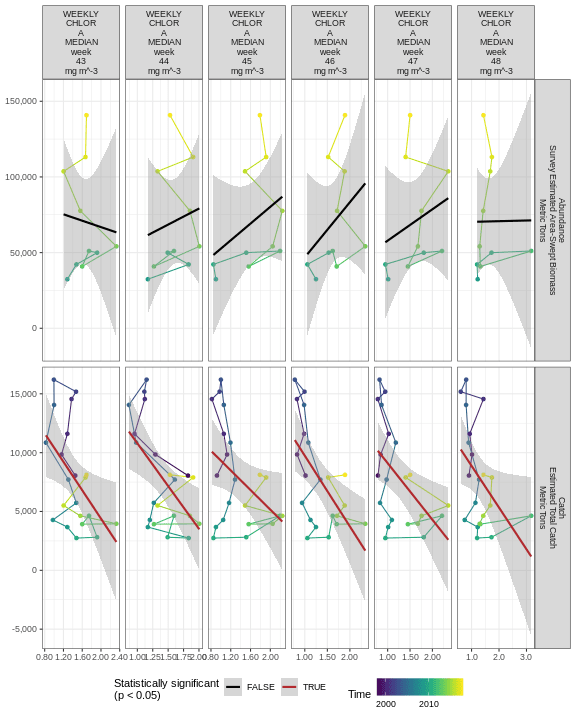 WEEKLY
CHLOR
A
MEDIAN
week
43
mg m^-3
WEEKLY
CHLOR
A
MEDIAN
week
44
mg m^-3
WEEKLY
CHLOR
A
MEDIAN
week
45
mg m^-3
WEEKLY
CHLOR
A
MEDIAN
week
46
mg m^-3
WEEKLY
CHLOR
A
MEDIAN
week
47
mg m^-3
WEEKLY
CHLOR
A
MEDIAN
week
48
mg m^-3
150,000
100,000
50,000
0
Abundance
Survey Estimated Area-Swept Biomass
Metric Tons
15,000
10,000
5,000
0
-5,000
Catch
Estimated Total Catch
Metric Tons
0.80 1.20 1.60 2.00 2.40
1.00 1.25 1.50 1.75 2.00
0.80 1.20 1.60 2.00
1.00 1.50 2.00
1.00 1.50 2.00
1.0 2.0 3.0
Statistically significant
(p < 0.05)
FALSE
TRUE
Time
2000 2010